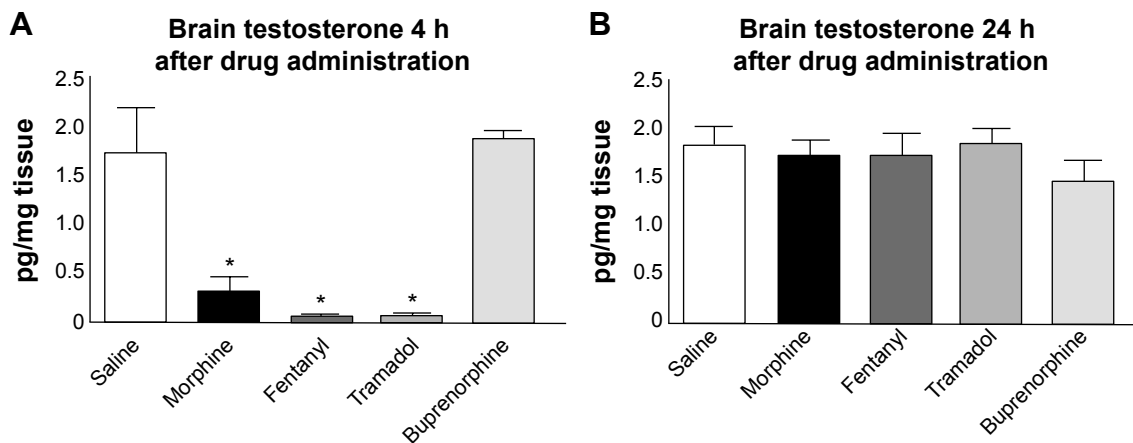 A
Brain testosterone 4 h
after drug administration
pg/mg tissue
2.5
2.0
1.5
1.0
0.5
0
*
*
*
Saline
Morphine
Fentanyl
Tramadol
Buprenorphine
B
Brain testosterone 24 h
after drug administration
pg/mg tissue
2.5
2.0
1.5
1.0
0.5
0
Saline
Morphine
Fentanyl
Tramadol
Buprenorphine